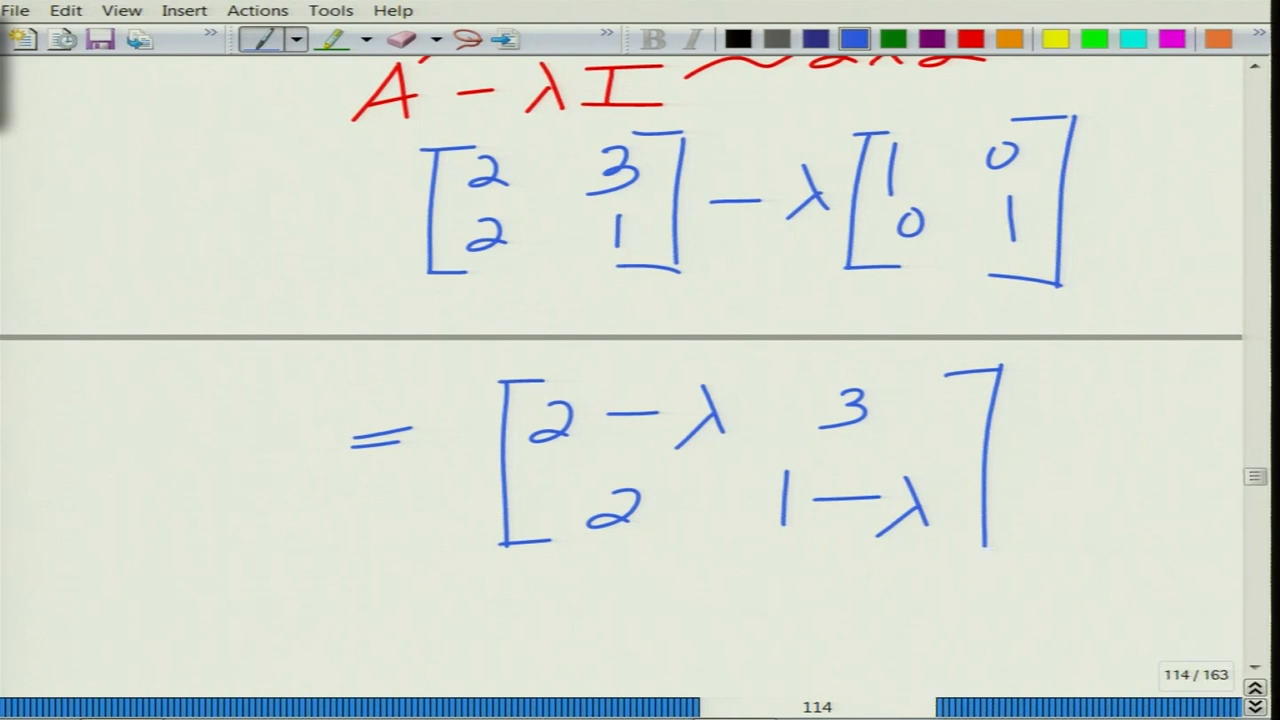 File Edit View Insert Actions Tools Help
B I
A - λ I 2x2
[2 3
2 1] - λ [1 0
0 1]
= [2 - λ 3
2 1 - λ]
114 / 163
114